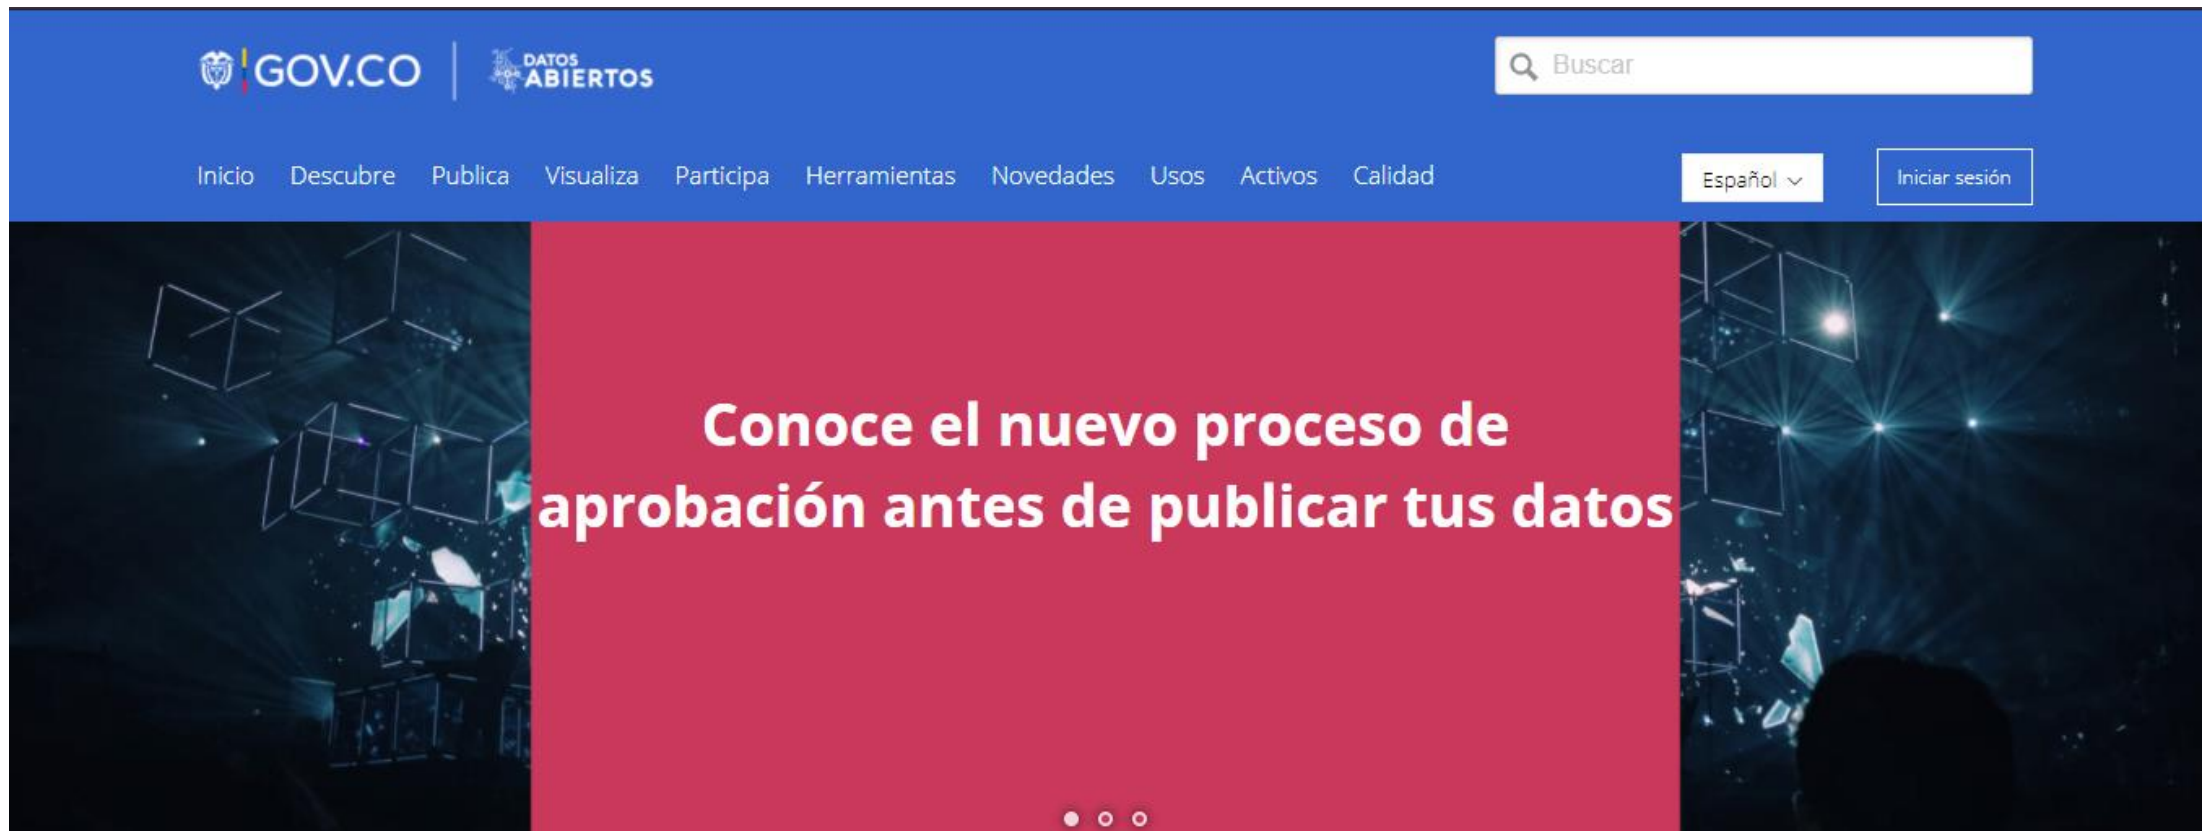 GOV.CO
DATOS
ABIERTOS
Buscar
Inicio Descubre Publica Visualiza Participa Herramientas Novedades Usos Activos Calidad Español Iniciar sesión
Conoce el nuevo proceso de
aprobación antes de publicar tus datos